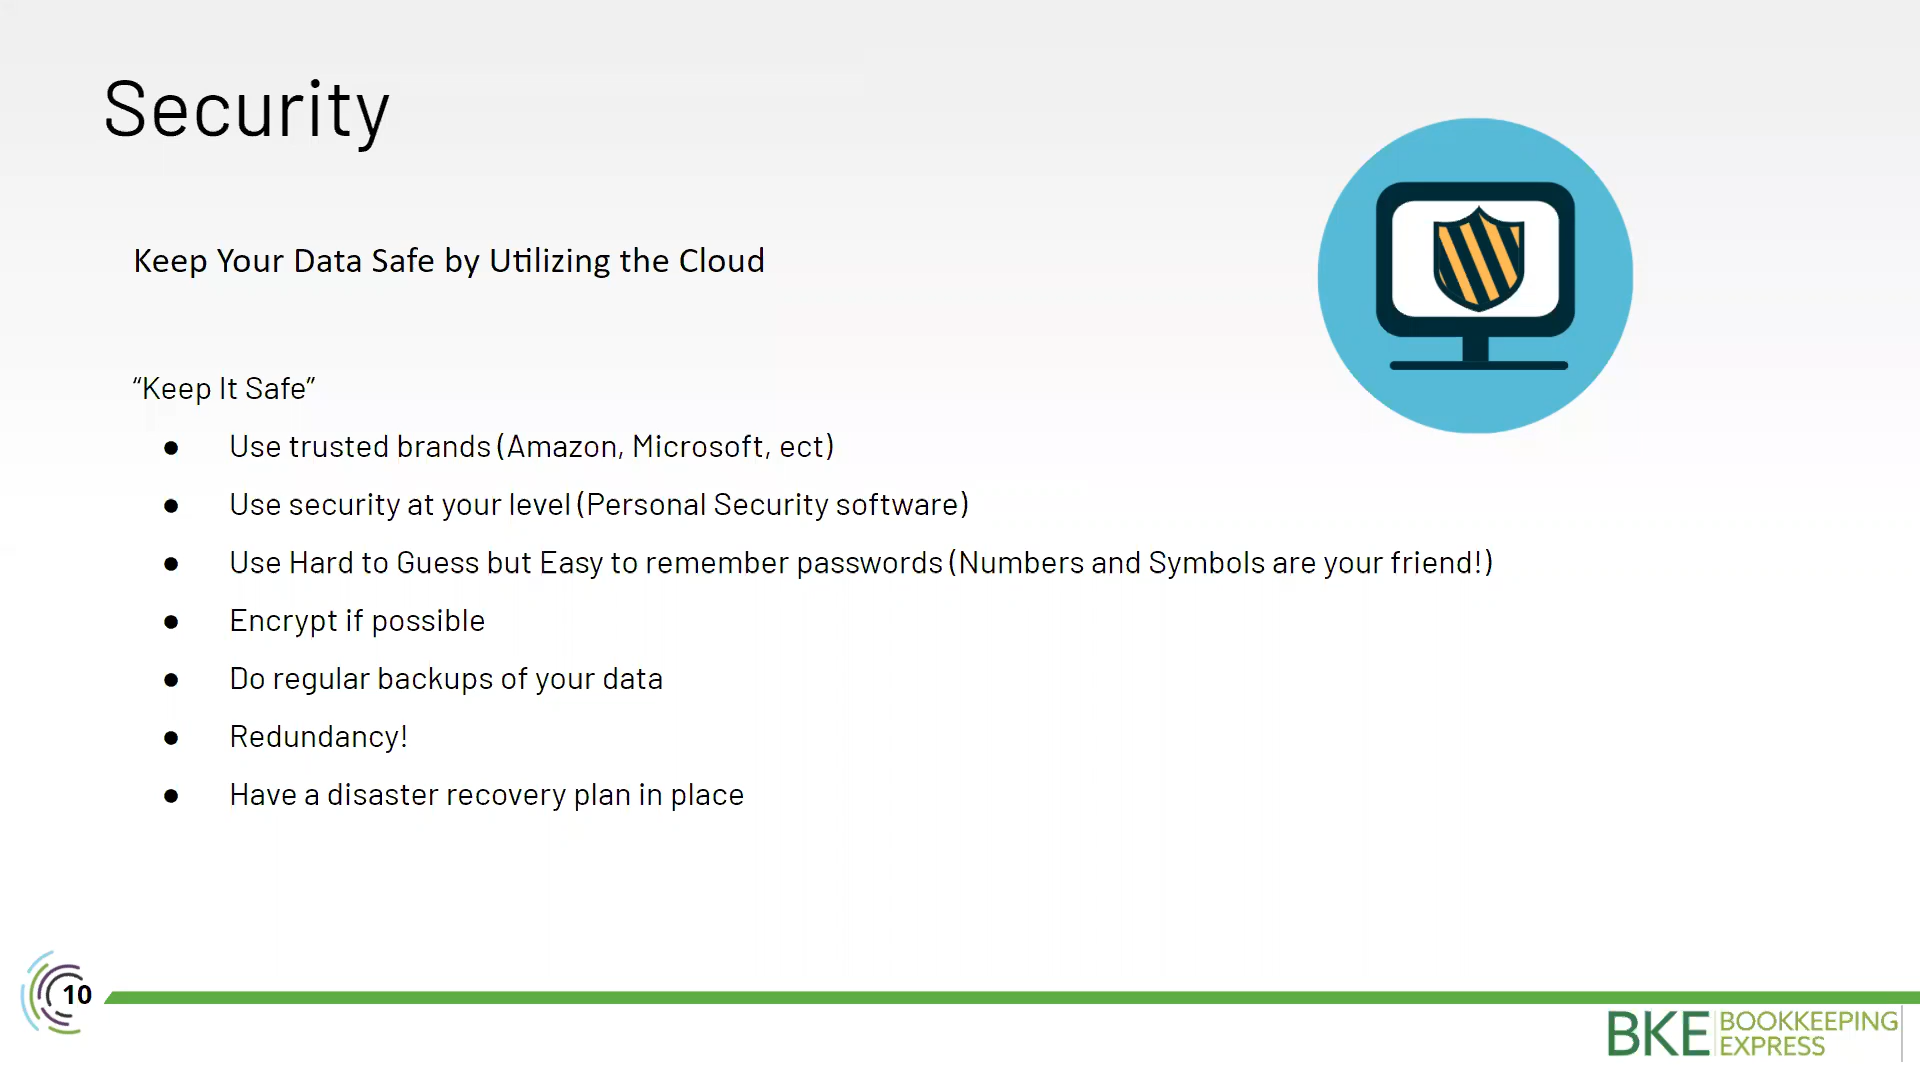 Security
Keep Your Data Safe by Utilizing the Cloud
“Keep It Safe”
● Use trusted brands (Amazon, Microsoft, ect)
● Use security at your level (Personal Security software)
● Use Hard to Guess but Easy to remember passwords (Numbers and Symbols are your friend!)
● Encrypt if possible
● Do regular backups of your data
● Redundancy!
● Have a disaster recovery plan in place
10
BKE BOOKKEEPING
EXPRESS